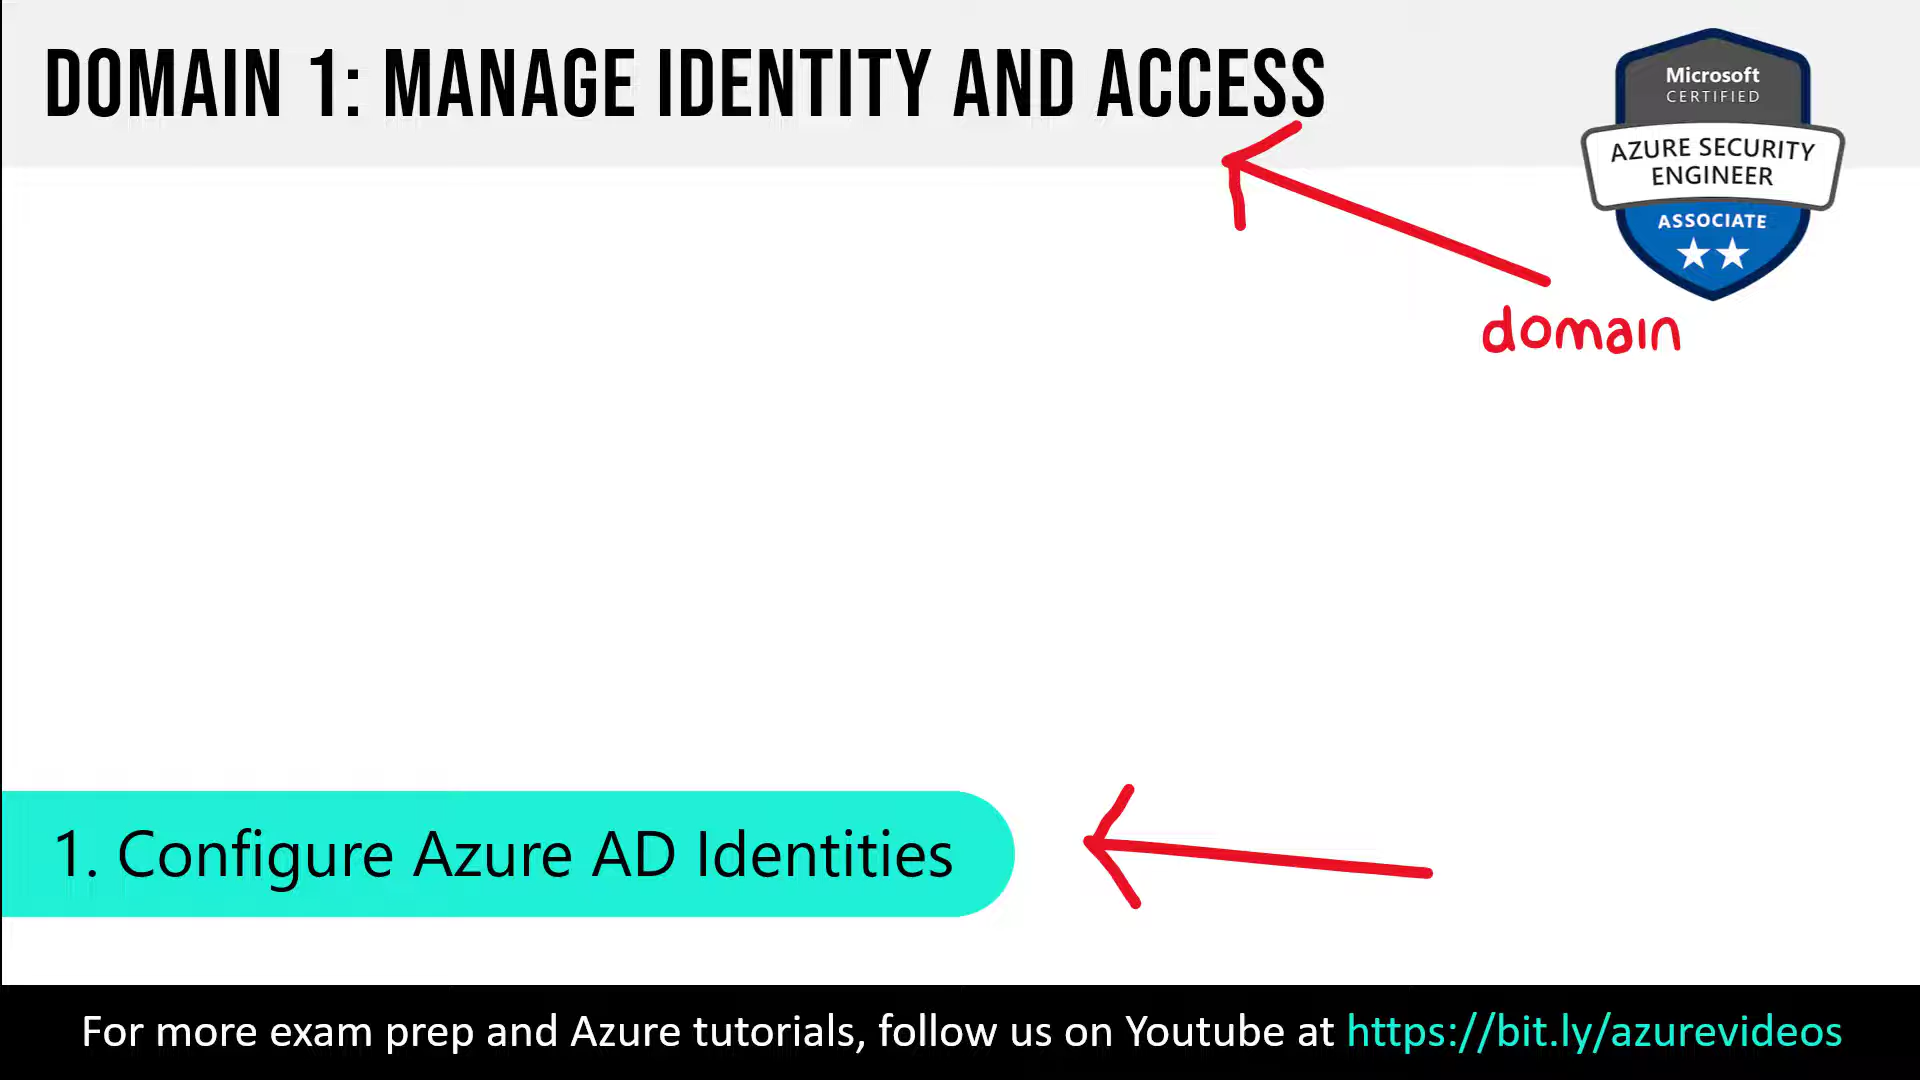 DOMAIN 1: MANAGE IDENTITY AND ACCESS
Microsoft
CERTIFIED
AZURE SECURITY
ENGINEER
ASSOCIATE
domain
1. Configure Azure AD Identities
For more exam prep and Azure tutorials, follow us on Youtube at https://bit.ly/azurevideos